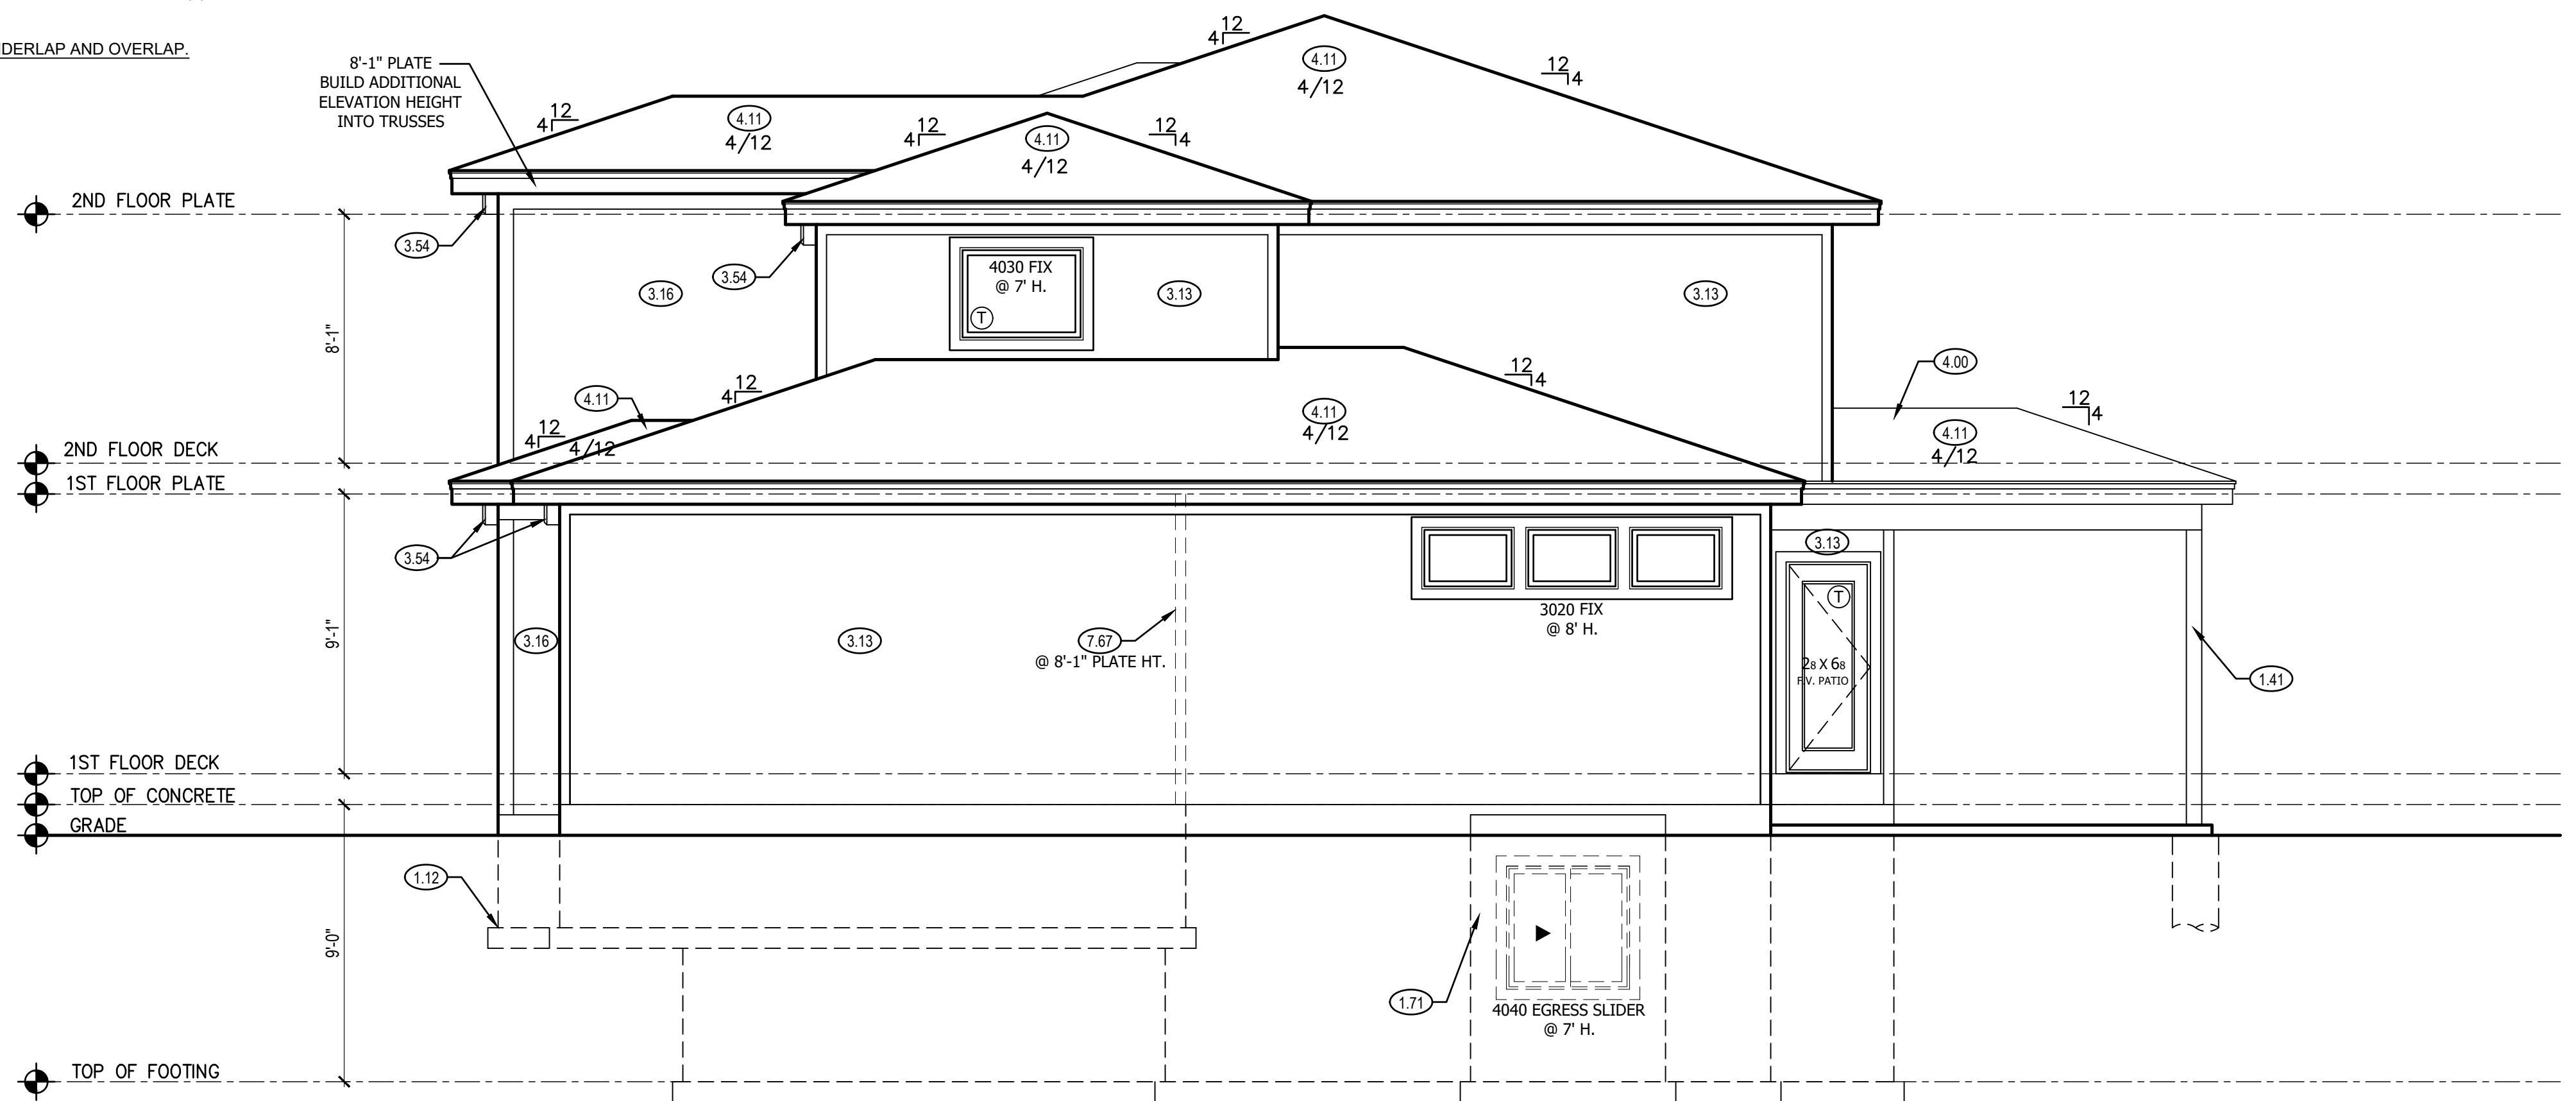 NDERLAP AND OVERLAP.
8'-1" PLATE
BUILD ADDITIONAL
ELEVATION HEIGHT
INTO TRUSSES
12
4
12
4
12
4
4.11
4/12
4.11
4/12
12
4
12
4
4.11
4/12
2ND FLOOR PLATE
3.54
3.54
4030 FIX
@ 7' H.
T
3.16
3.13
3.13
8'-1"
4.00
12
4
12
4
12
4
4.11
12
4
4/12
4.11
4/12
4.11
4/12
2ND FLOOR DECK
1ST FLOOR PLATE
3.54
3.13
T
3020 FIX
@ 8' H.
9'-1"
3.16
3.13
7.67
@ 8'-1" PLATE HT.
28 X 68
F.V. PATIO
1.41
1ST FLOOR DECK
TOP OF CONCRETE
GRADE
1.12
9'-0"
1.71
4040 EGRESS SLIDER
@ 7' H.
TOP OF FOOTING